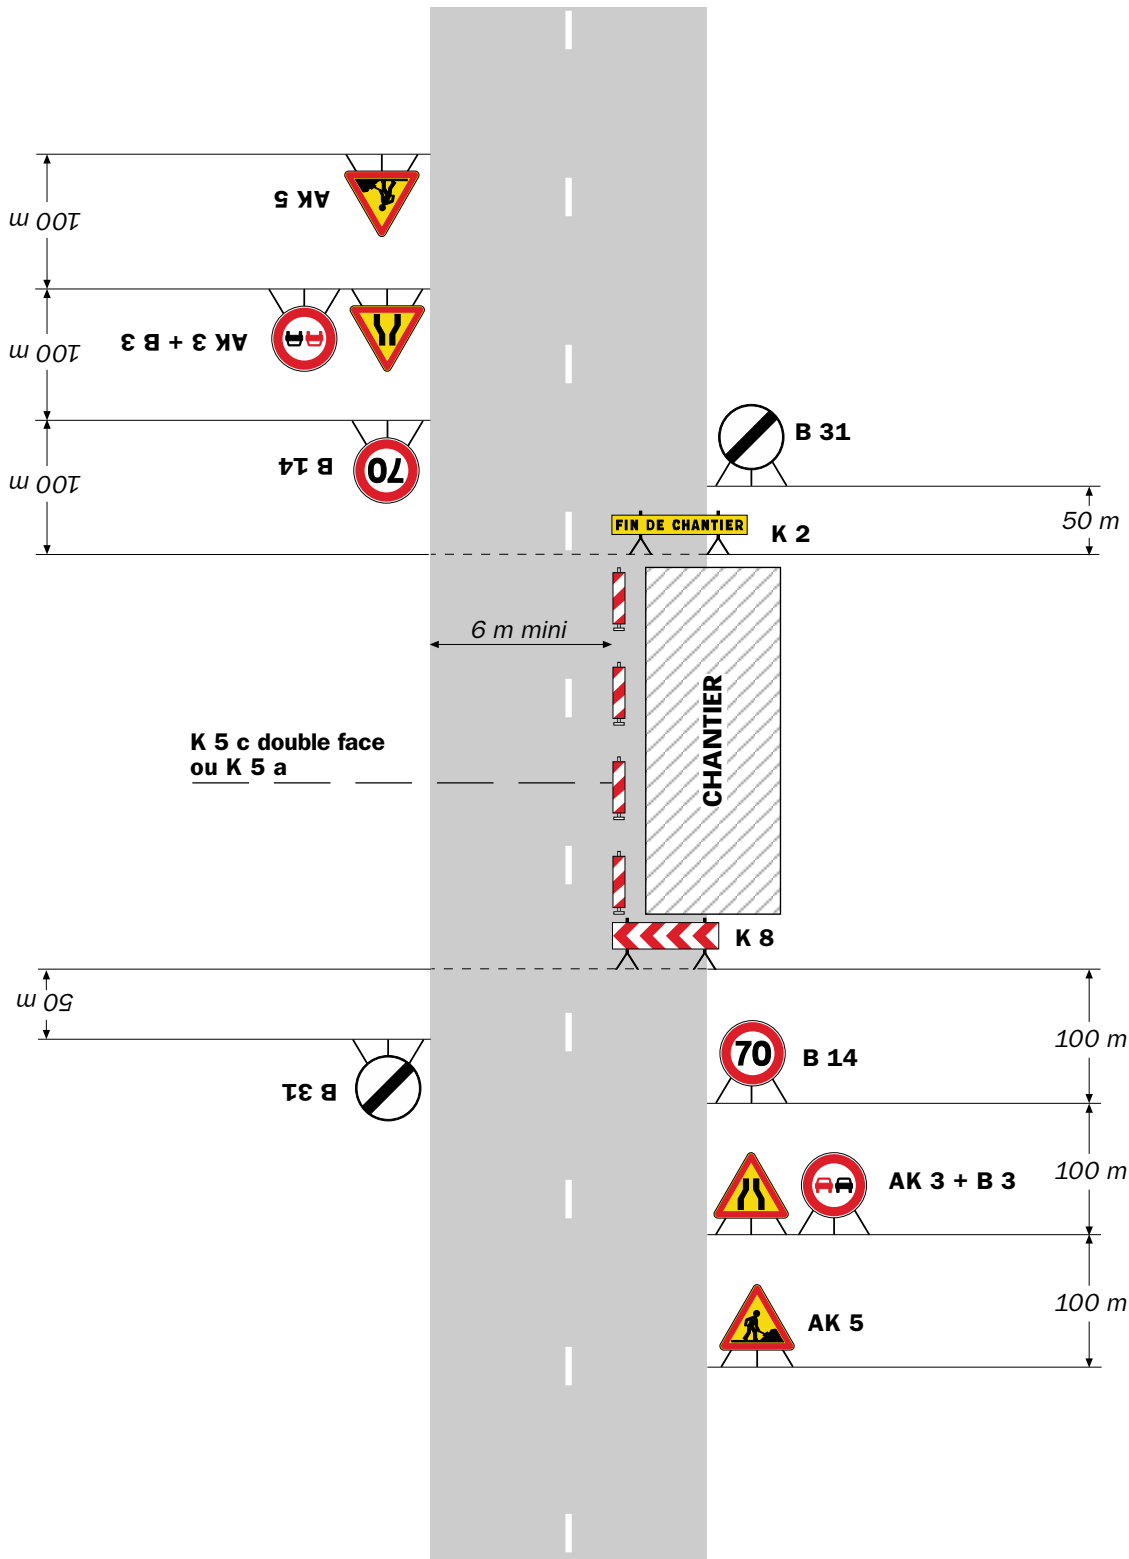 AK 5
100 m
AK 3 + B 3
100 m
B 14
70
100 m
B 31
50 m
FIN DE CHANTIER
K 2
6 m mini
CHANTIER
K 5 c double face
ou K 5 a
K 8
50 m
B 31
70
B 14
100 m
AK 3 + B 3
100 m
AK 5
100 m